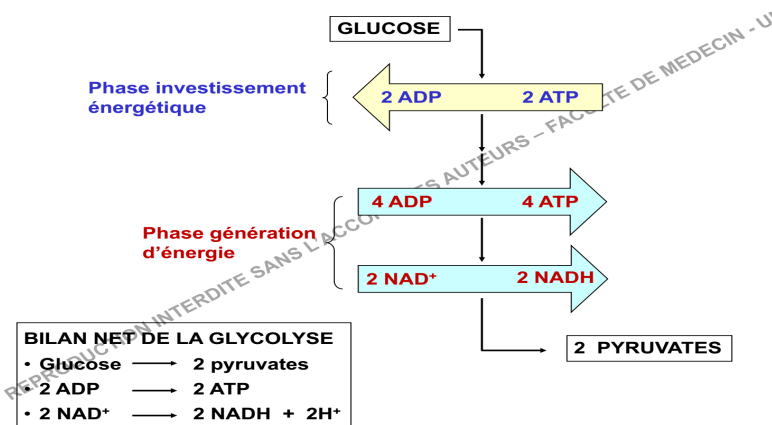 GLUCOSE
Phase investissement
énergétique
2 ADP 2 ATP
4 ADP 4 ATP
Phase génération
d'énergie
2 NAD⁺ 2 NADH
2 PYRUVATES
BILAN NET DE LA GLYCOLYSE
• Glucose ⟶ 2 pyruvates
• 2 ADP ⟶ 2 ATP
• 2 NAD⁺ ⟶ 2 NADH + 2H⁺
REPRODUCTION INTERDITE SANS L'ACCORD DES AUTEURS – FACULTE DE MEDECIN -